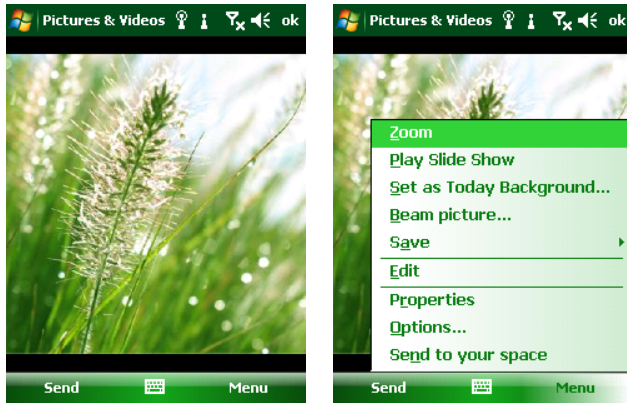 Pictures & Videos ok
Send Menu
Pictures & Videos ok
Zoom
Play Slide Show
Set as Today Background...
Beam picture...
Save
Edit
Properties
Options...
Send to your space
Send Menu